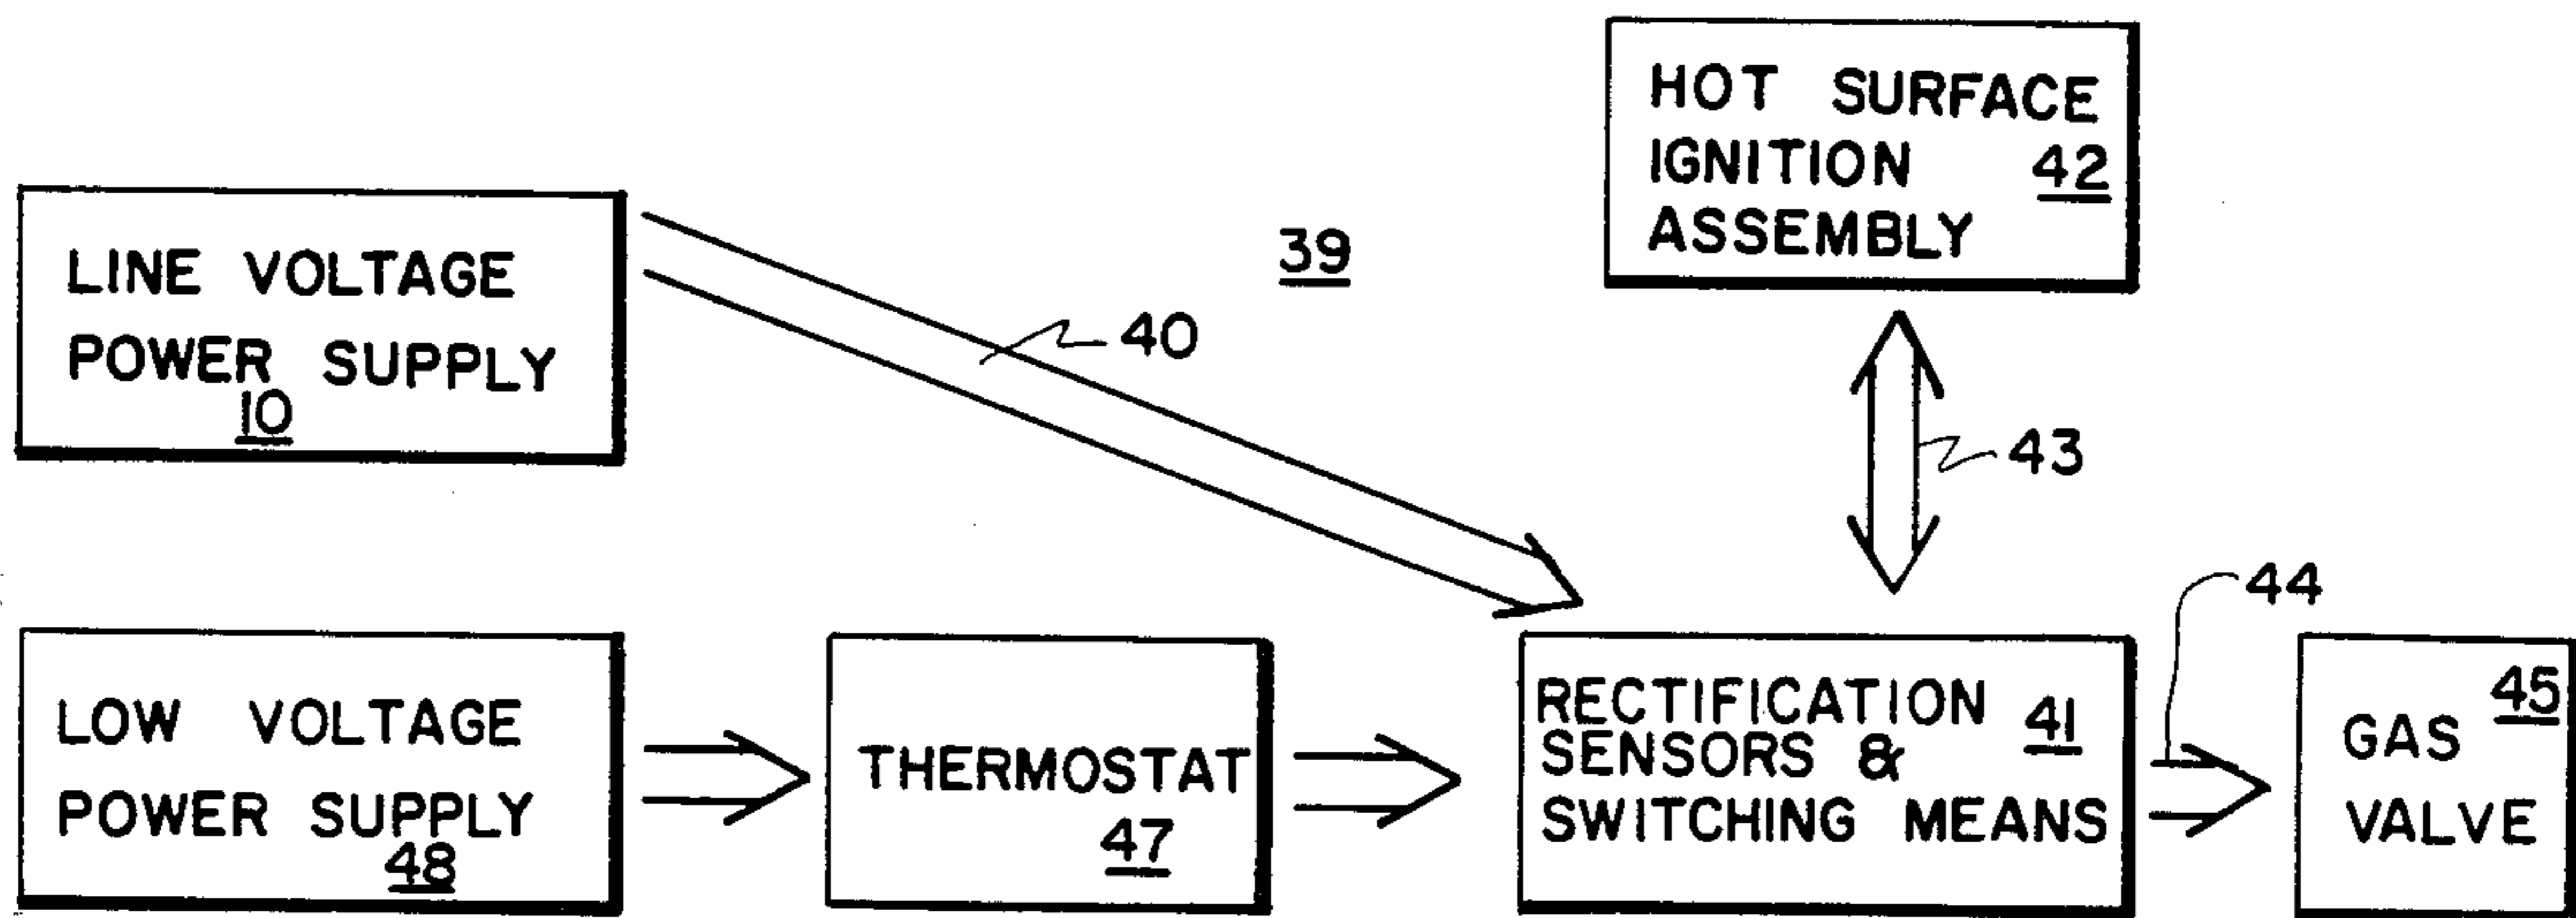 HOT SURFACE
IGNITION 42
ASSEMBLY
LINE VOLTAGE
POWER SUPPLY
10
39
40
43
44
LOW VOLTAGE
POWER SUPPLY
48
THERMOSTAT
47
RECTIFICATION 41
SENSORS &
SWITCHING MEANS
45
GAS
VALVE